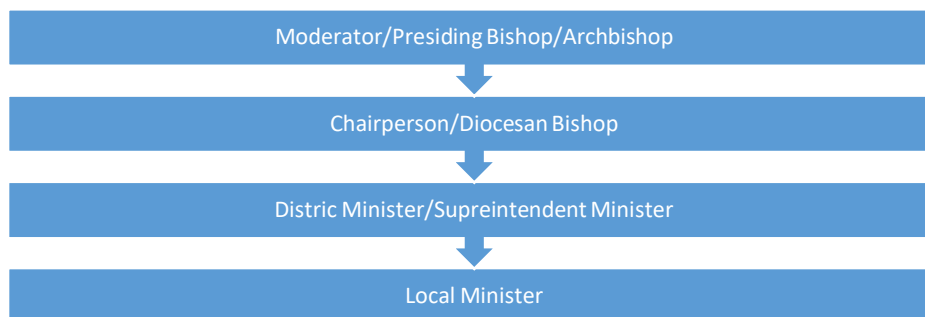 Moderator/Presiding Bishop/Archbishop
Chairperson/Diocesan Bishop
Distric Minister/Supreintendent Minister
Local Minister